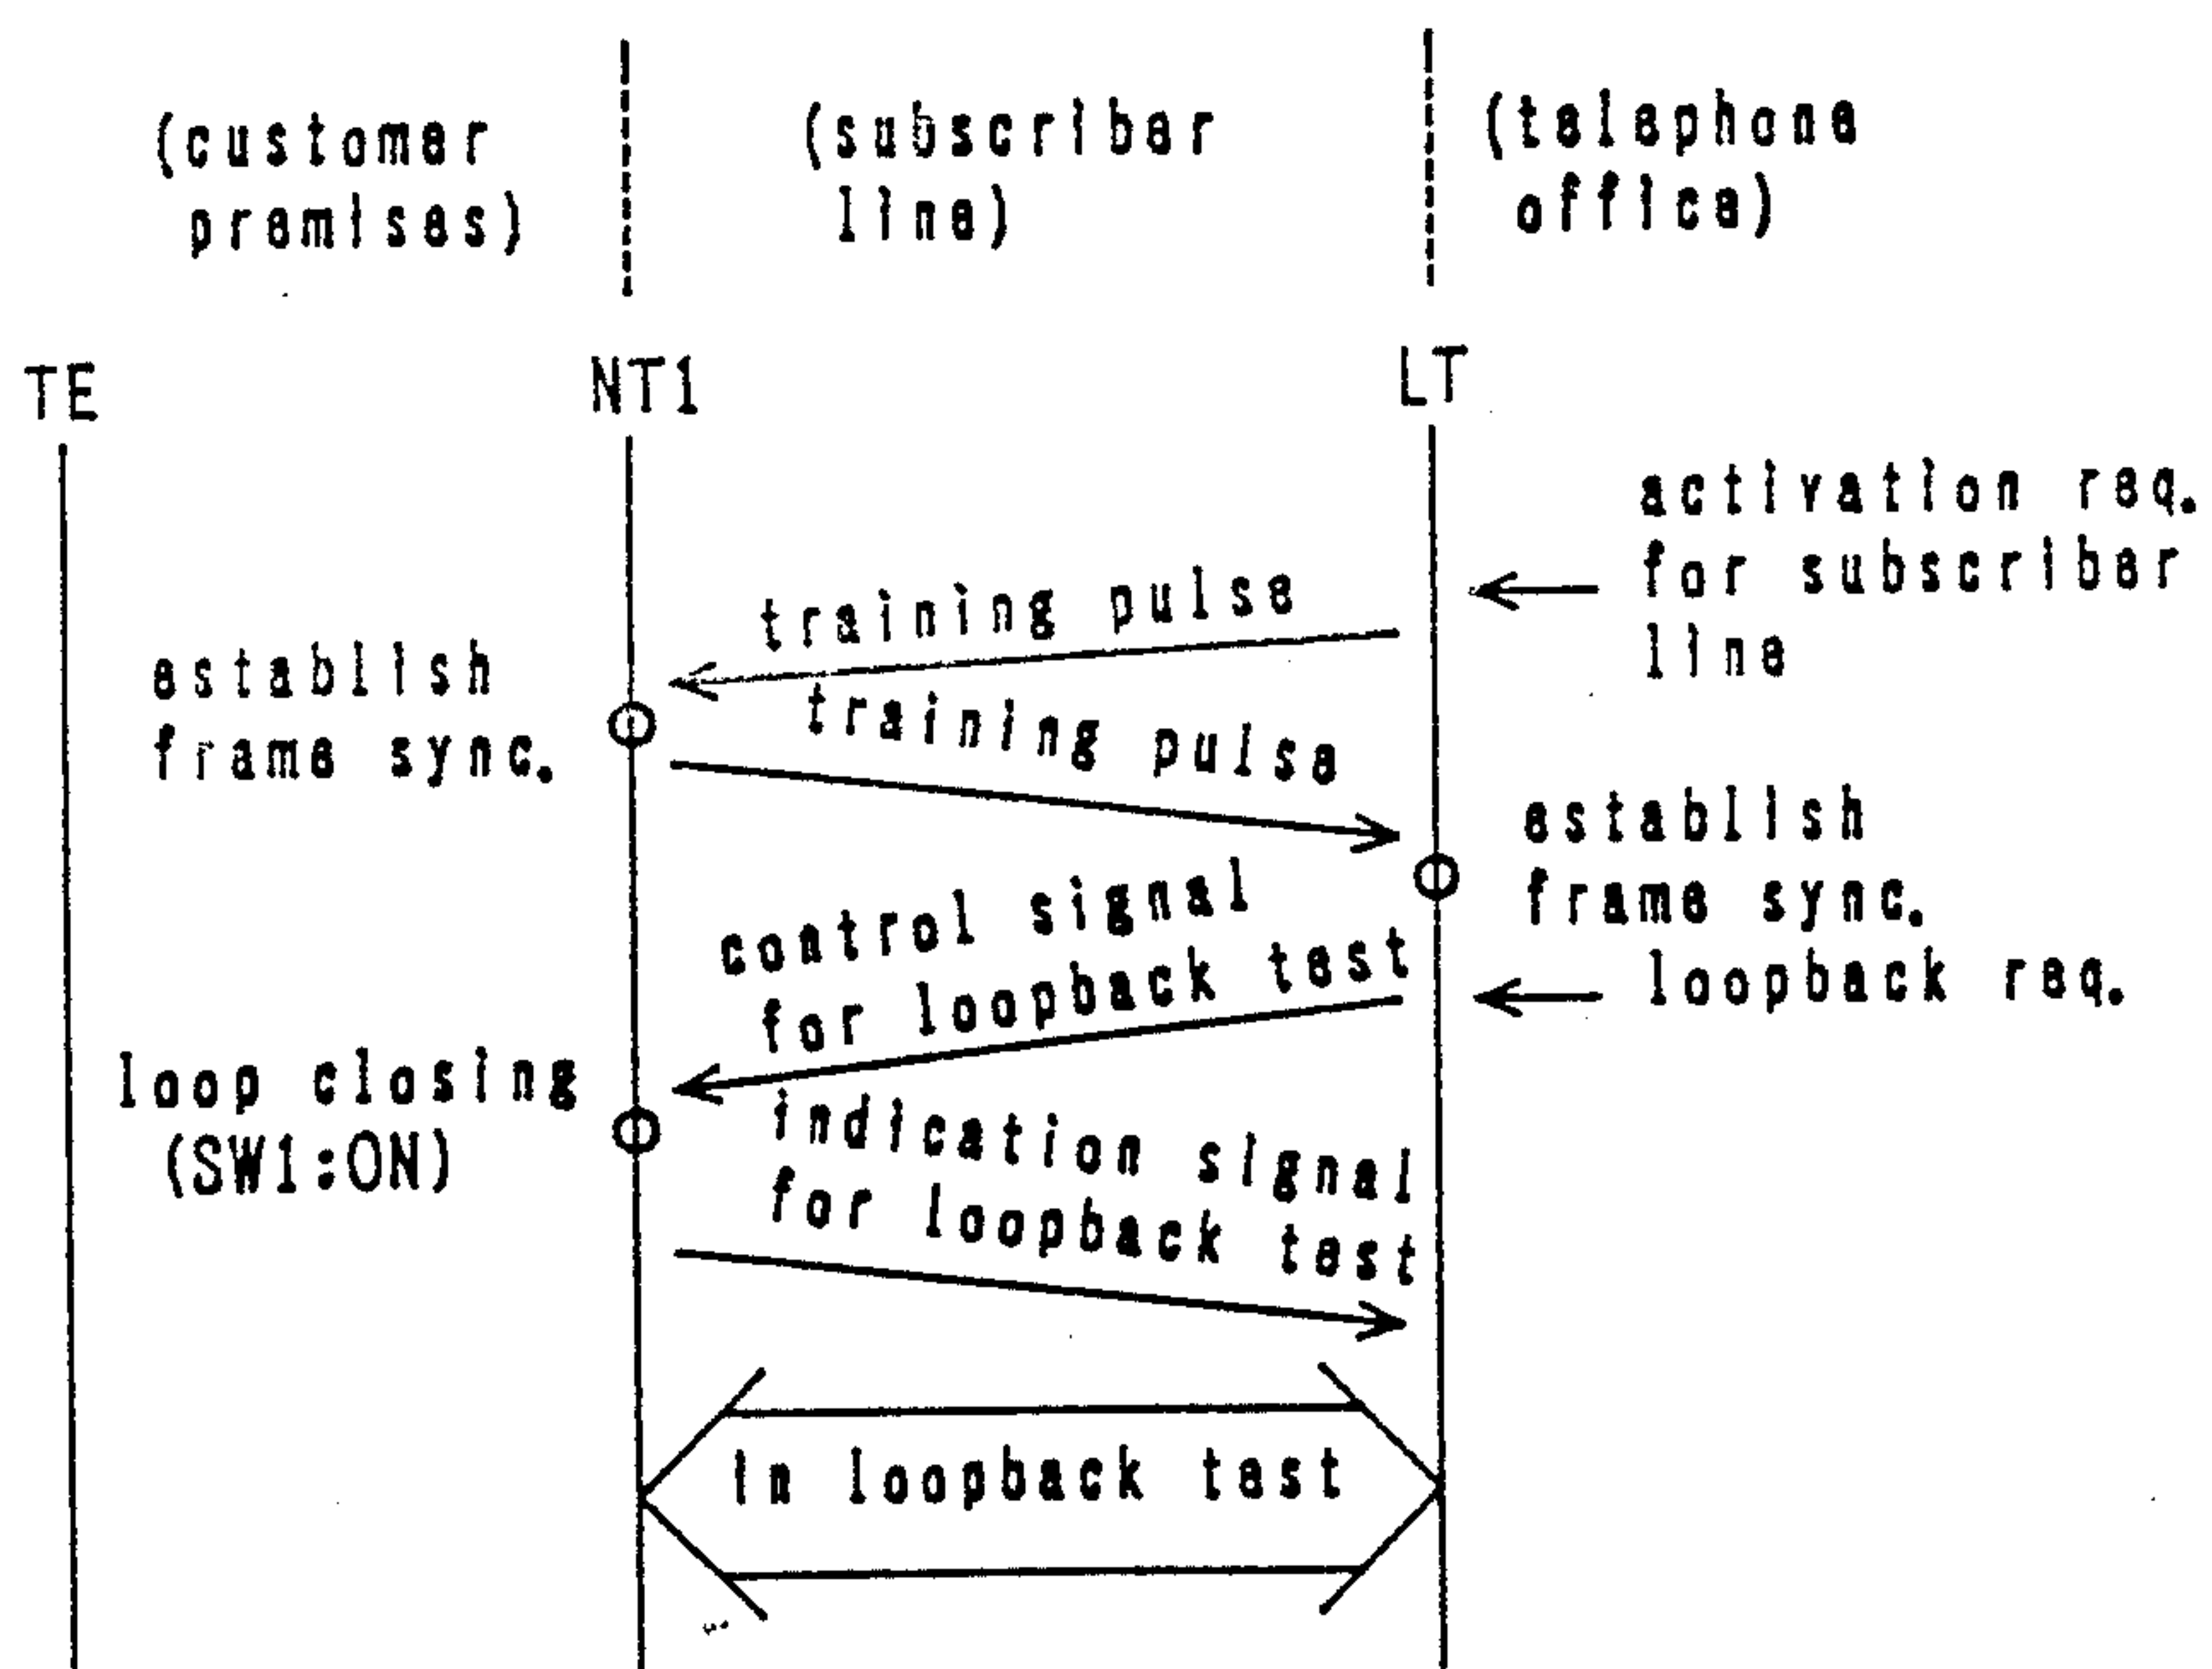 (customer
premises)
(subscriber
line)
(telephone
office)
TE
NT1
LT
activation req.
for subscriber
line
training pulse
establish
frame sync.
training pulse
establish
frame sync.
control signal
for loopback test
loopback req.
loop closing
(SW1:ON)
indication signal
for loopback test
in loopback test